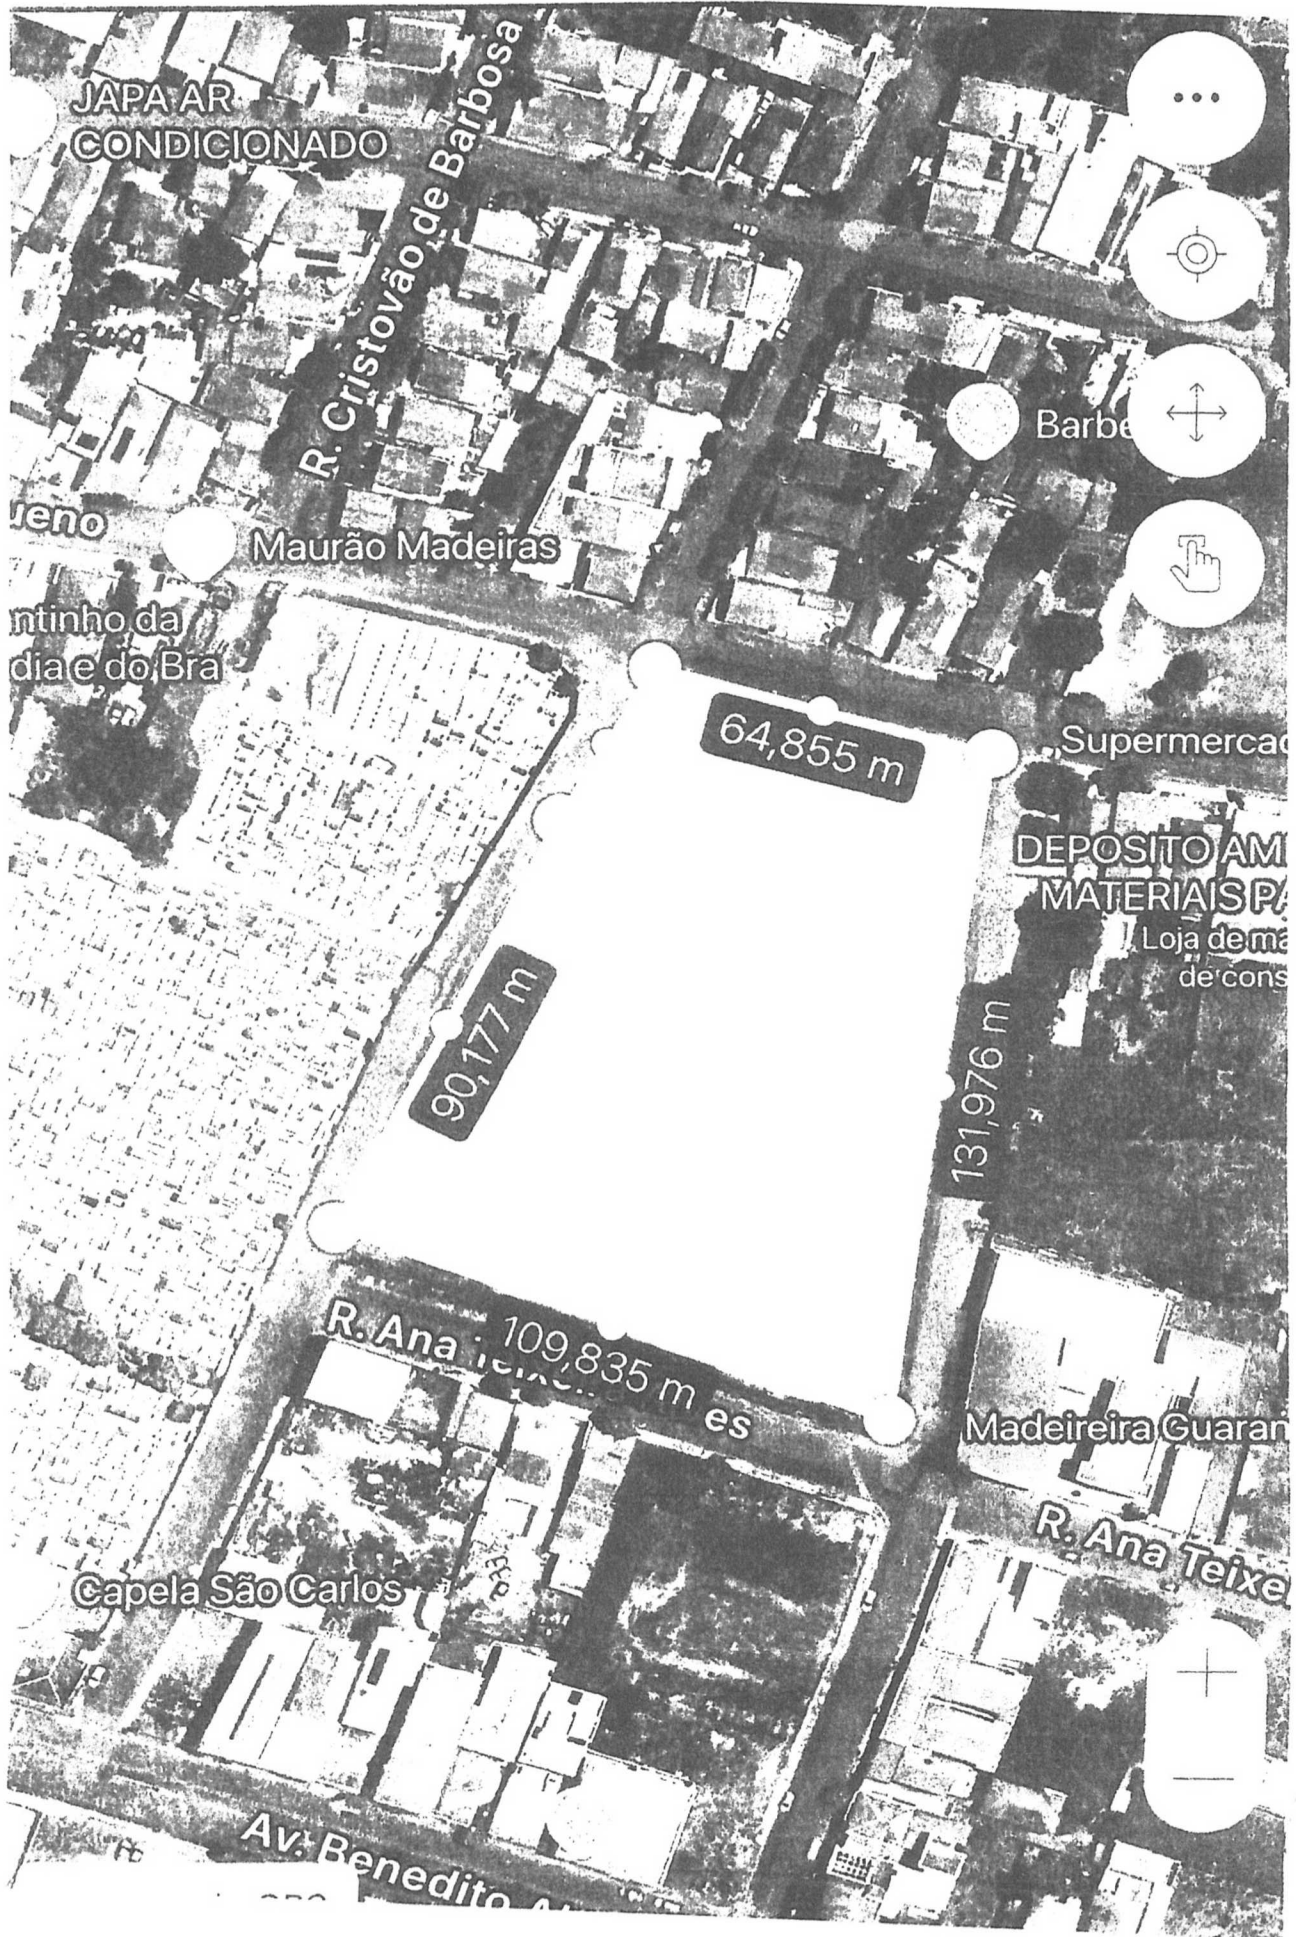 JAPA AR
CONDICIONADO
R. Cristovão de Barbosa
Barbe
ueno
Maurão Madeiras
ntinho da
dia e do Bra
64,855 m
Supermercad
DEPOSITO AM
MATERIAIS PA
Loja de ma
de cons
90,177 m
131,976 m
R. Ana
109,835 m
es
Madeireira Guaran
R. Ana Teixe
Capela São Carlos
Av. Benedito